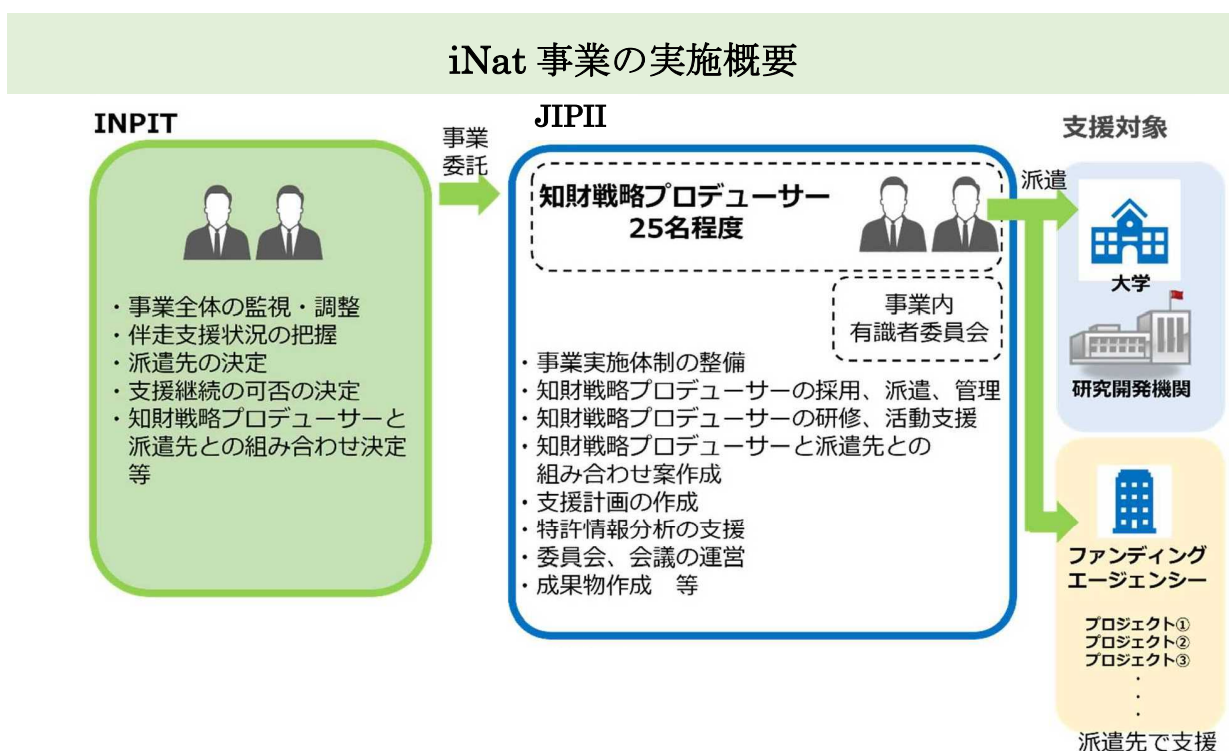 iNat 事業の実施概要
INPIT
・事業全体の監視・調整
・伴走支援状況の把握
・派遣先の決定
・支援継続の可否の決定
・知財戦略プロデューサーと
派遣先との組み合わせ決定
等
事業
委託
JIPII
知財戦略プロデューサー
25名程度
事業内
有識者委員会
・事業実施体制の整備
・知財戦略プロデューサーの採用、派遣、管理
・知財戦略プロデューサーの研修、活動支援
・知財戦略プロデューサーと派遣先との
組み合わせ案作成
・支援計画の作成
・特許情報分析の支援
・委員会、会議の運営
・成果物作成　等
派遣
支援対象
大学
研究開発機関
ファンディング
エージェンシー
プロジェクト①
プロジェクト②
プロジェクト③
・
・
・
派遣先で支援